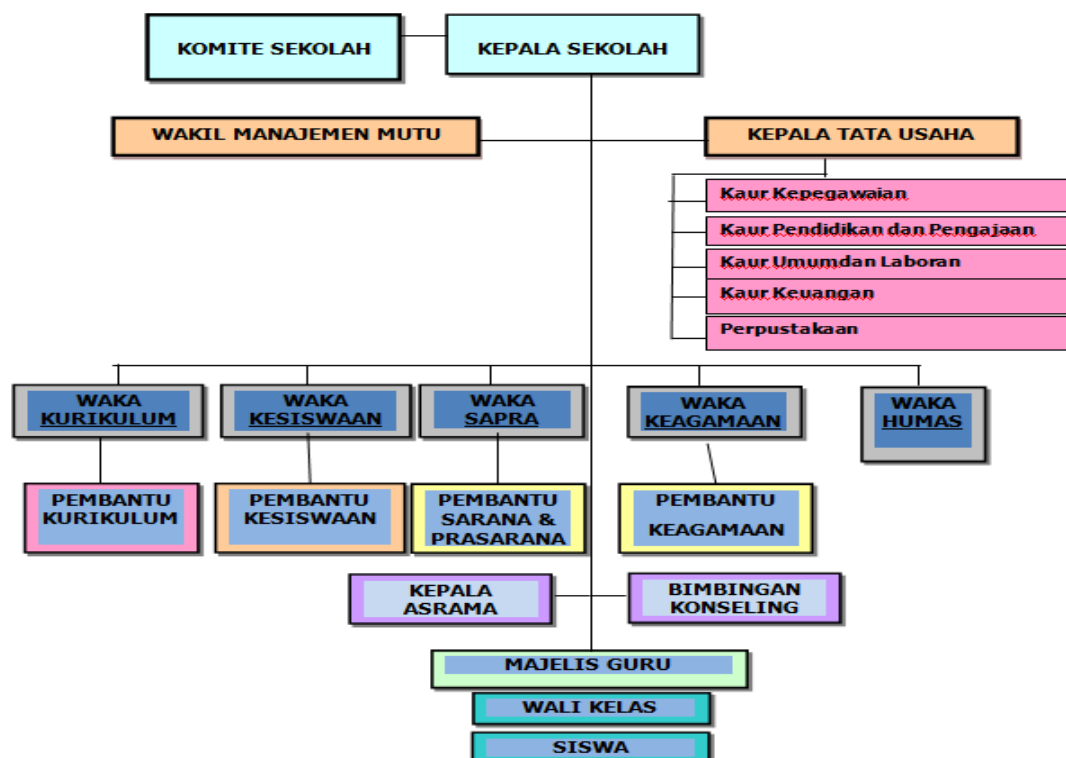 KOMITE SEKOLAH
KEPALA SEKOLAH
WAKIL MANAJEMEN MUTU
KEPALA TATA USAHA
Kaur Kepegawaian
Kaur Pendidikan dan Pengajaan
Kaur Umumdan Laboran
Kaur Keuangan
Perpustakaan
WAKA
KURIKULUM
WAKA
KESISWAAN
WAKA
SAPRA
WAKA
KEAGAMAAN
WAKA
HUMAS
PEMBANTU
KURIKULUM
PEMBANTU
KESISWAAN
PEMBANTU
SARANA &
PRASARANA
PEMBANTU
KEAGAMAAN
KEPALA
ASRAMA
BIMBINGAN
KONSELING
MAJELIS GURU
WALI KELAS
SISWA